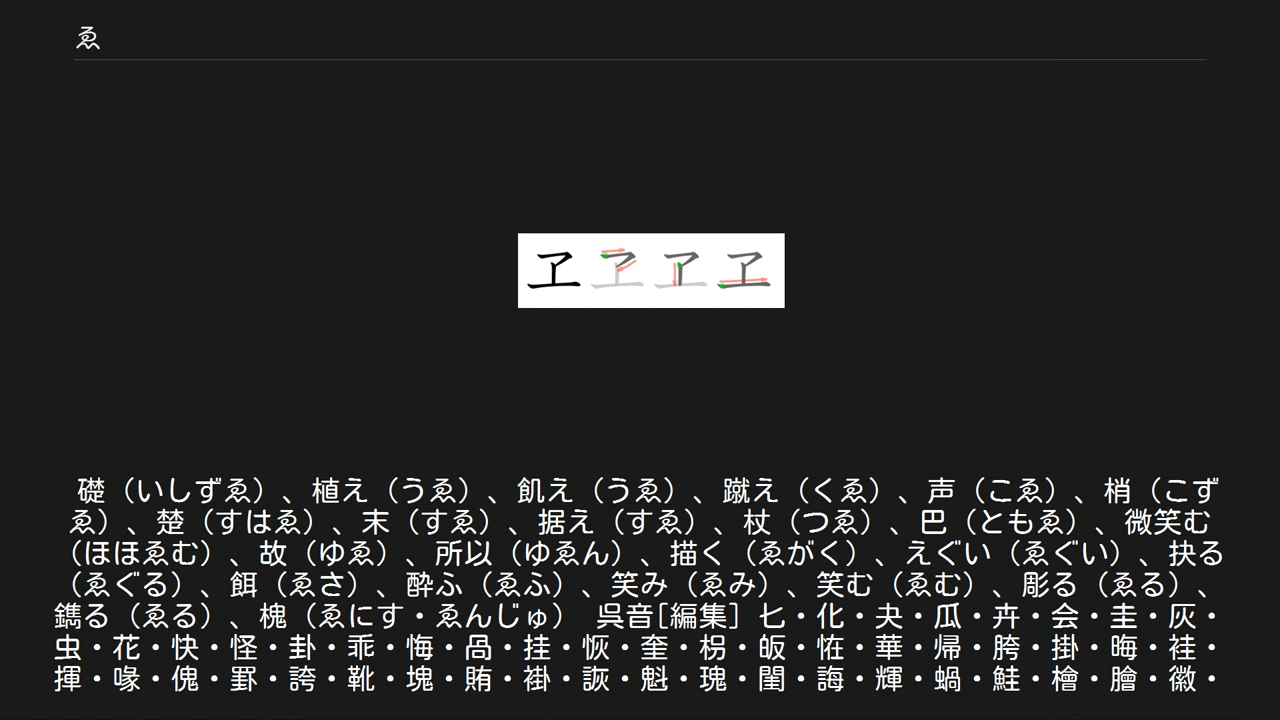 ゑ
ヱヱヱヱ
礎（いしずゑ）、植え（うゑ）、飢え（うゑ）、蹴え（くゑ）、声（こゑ）、梢（こず
ゑ）、楚（すはゑ）、末（すゑ）、据え（すゑ）、杖（つゑ）、巴（ともゑ）、微笑む
（ほほゑむ）、故（ゆゑ）、所以（ゆゑん）、描く（ゑがく）、えぐい（ゑぐい）、抉る
（ゑぐる）、餌（ゑさ）、酔ふ（ゑふ）、笑み（ゑみ）、笑む（ゑむ）、彫る（ゑる）、
鐫る（ゑる）、槐（ゑにす・ゑんじゅ） 呉音[編集] 七・化・夬・瓜・卉・会・圭・灰・
虫・花・快・怪・卦・乖・悔・咼・挂・恢・奎・枴・皈・恠・華・帰・胯・掛・晦・袿・
揮・喙・傀・罫・誇・靴・塊・賄・褂・詼・魁・瑰・閨・誨・輝・蝸・鮭・檜・膾・徽・